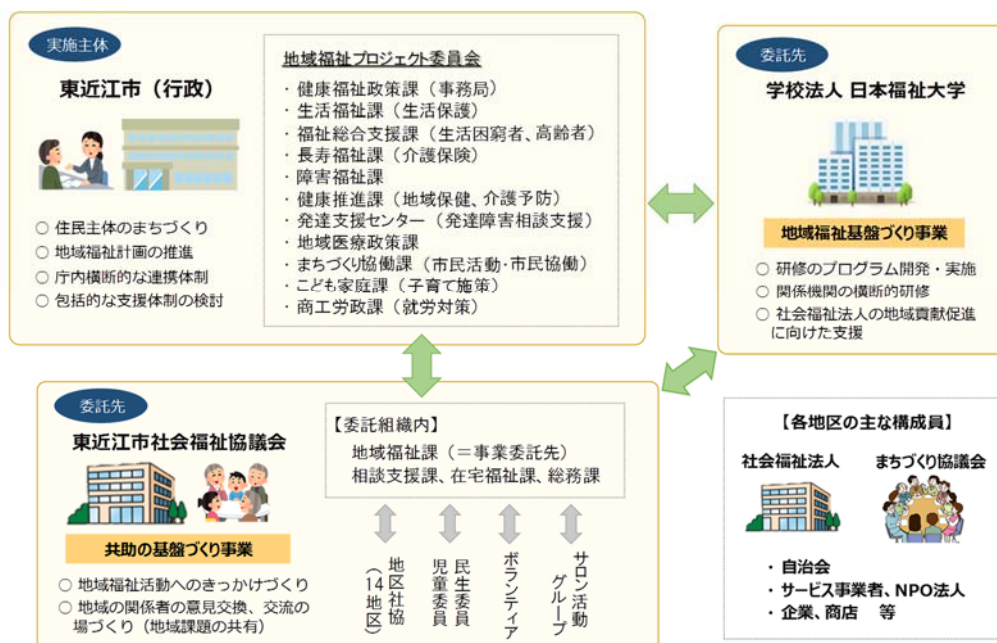 実施主体
東近江市（行政）
○ 住民主体のまちづくり
○ 地域福祉計画の推進
○ 庁内横断的な連携体制
○ 包括的な支援体制の検討
地域福祉プロジェクト委員会
・健康福祉政策課（事務局）
・生活福祉課（生活保護）
・福祉総合支援課（生活困窮者、高齢者）
・長寿福祉課（介護保険）
・障害福祉課
・健康推進課（地域保健、介護予防）
・発達支援センター（発達障害相談支援）
・地域医療政策課
・まちづくり協働課（市民活動・市民協働）
・こども家庭課（子育て施策）
・商工労政課（就労対策）
委託先
学校法人 日本福祉大学
地域福祉基盤づくり事業
○ 研修のプログラム開発・実施
○ 関係機関の横断的研修
○ 社会福祉法人の地域貢献促進
に向けた支援
委託先
東近江市社会福祉協議会
共助の基盤づくり事業
○ 地域福祉活動へのきっかけづくり
○ 地域の関係者の意見交換、交流の
場づくり（地域課題の共有）
【委託組織内】
地域福祉課（＝事業委託先）
相談支援課、在宅福祉課、総務課
地区社協
（14地区）
民生委員
児童委員
ボランティア
サロン活動
グループ
【各地区の主な構成員】
社会福祉法人
まちづくり協議会
・自治会
・サービス事業者、NPO法人
・企業、商店　等